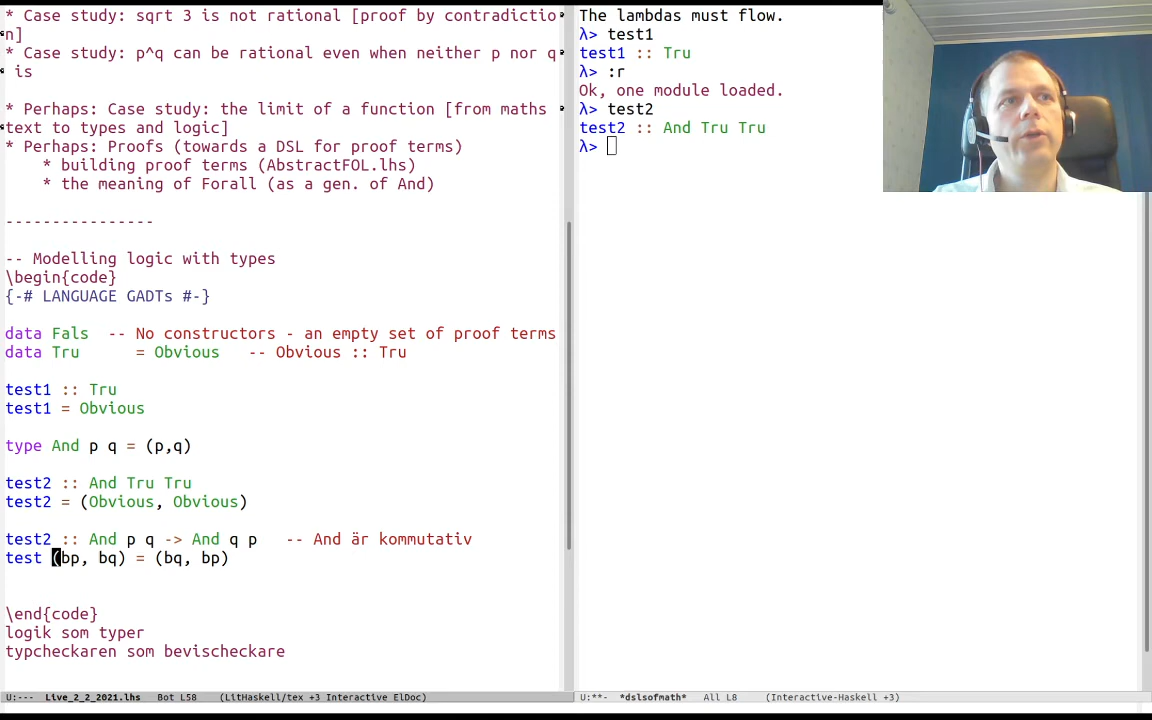 * Case study: sqrt 3 is not rational [proof by contradictio
n]
* Case study: p^q can be rational even when neither p nor q
 is
* Perhaps: Case study: the limit of a function [from maths
text to types and logic]
* Perhaps: Proofs (towards a DSL for proof terms)
    * building proof terms (AbstractFOL.lhs)
    * the meaning of Forall (as a gen. of And)
----------------
-- Modelling logic with types
\begin{code}
{-# LANGUAGE GADTs #-}
data Fals  -- No constructors - an empty set of proof terms
data Tru      = Obvious   -- Obvious :: Tru
test1 :: Tru
test1 = Obvious
type And p q = (p,q)
test2 :: And Tru Tru
test2 = (Obvious, Obvious)
test2 :: And p q -> And q p   -- And är kommutativ
test (bp, bq) = (bq, bp)
\end{code}
logik som typer
typcheckaren som bevischeckare
U:---  Live_2_2_2021.lhs   Bot L58    (LitHaskell/tex +3 Interactive ElDoc)
The lambdas must flow.
λ> test1
test1 :: Tru
λ> :r
Ok, one module loaded.
λ> test2
test2 :: And Tru Tru
λ>
U:**-  *dslsofmath*   All L8     (Interactive-Haskell +3)